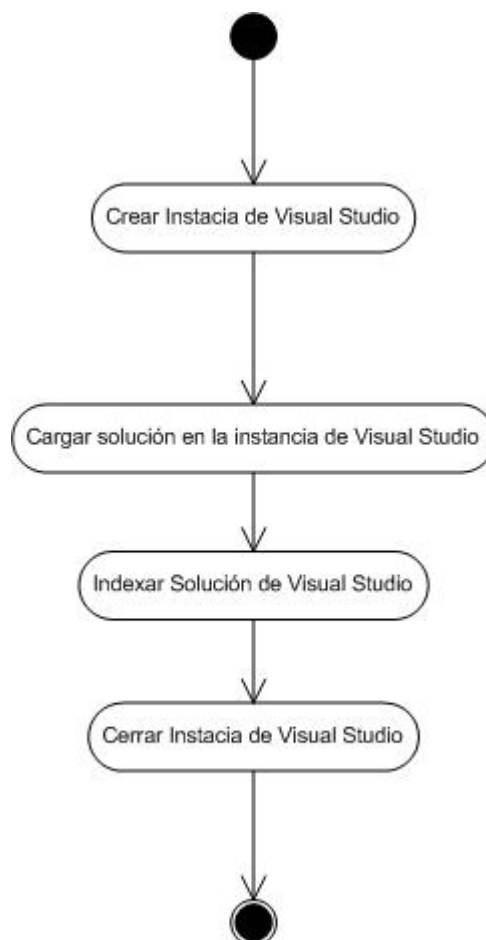 Crear Instacia de Visual Studio
Cargar solución en la instancia de Visual Studio
Indexar Solución de Visual Studio
Cerrar Instacia de Visual Studio